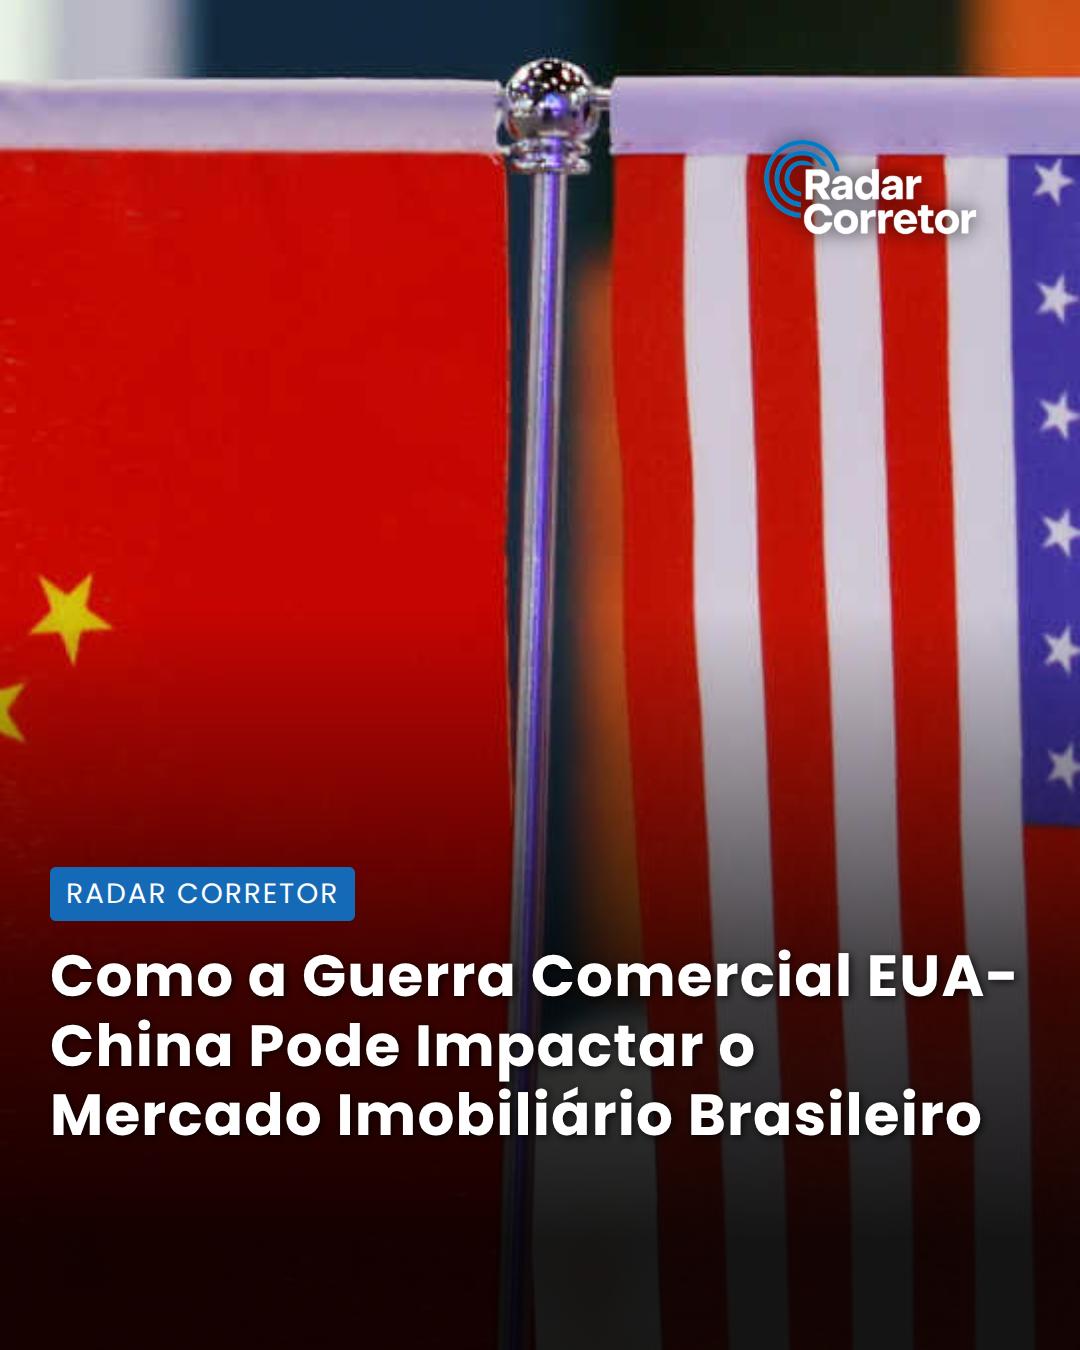 Radar
Corretor
RADAR CORRETOR
Como a Guerra Comercial EUA-
China Pode Impactar o
Mercado Imobiliário Brasileiro